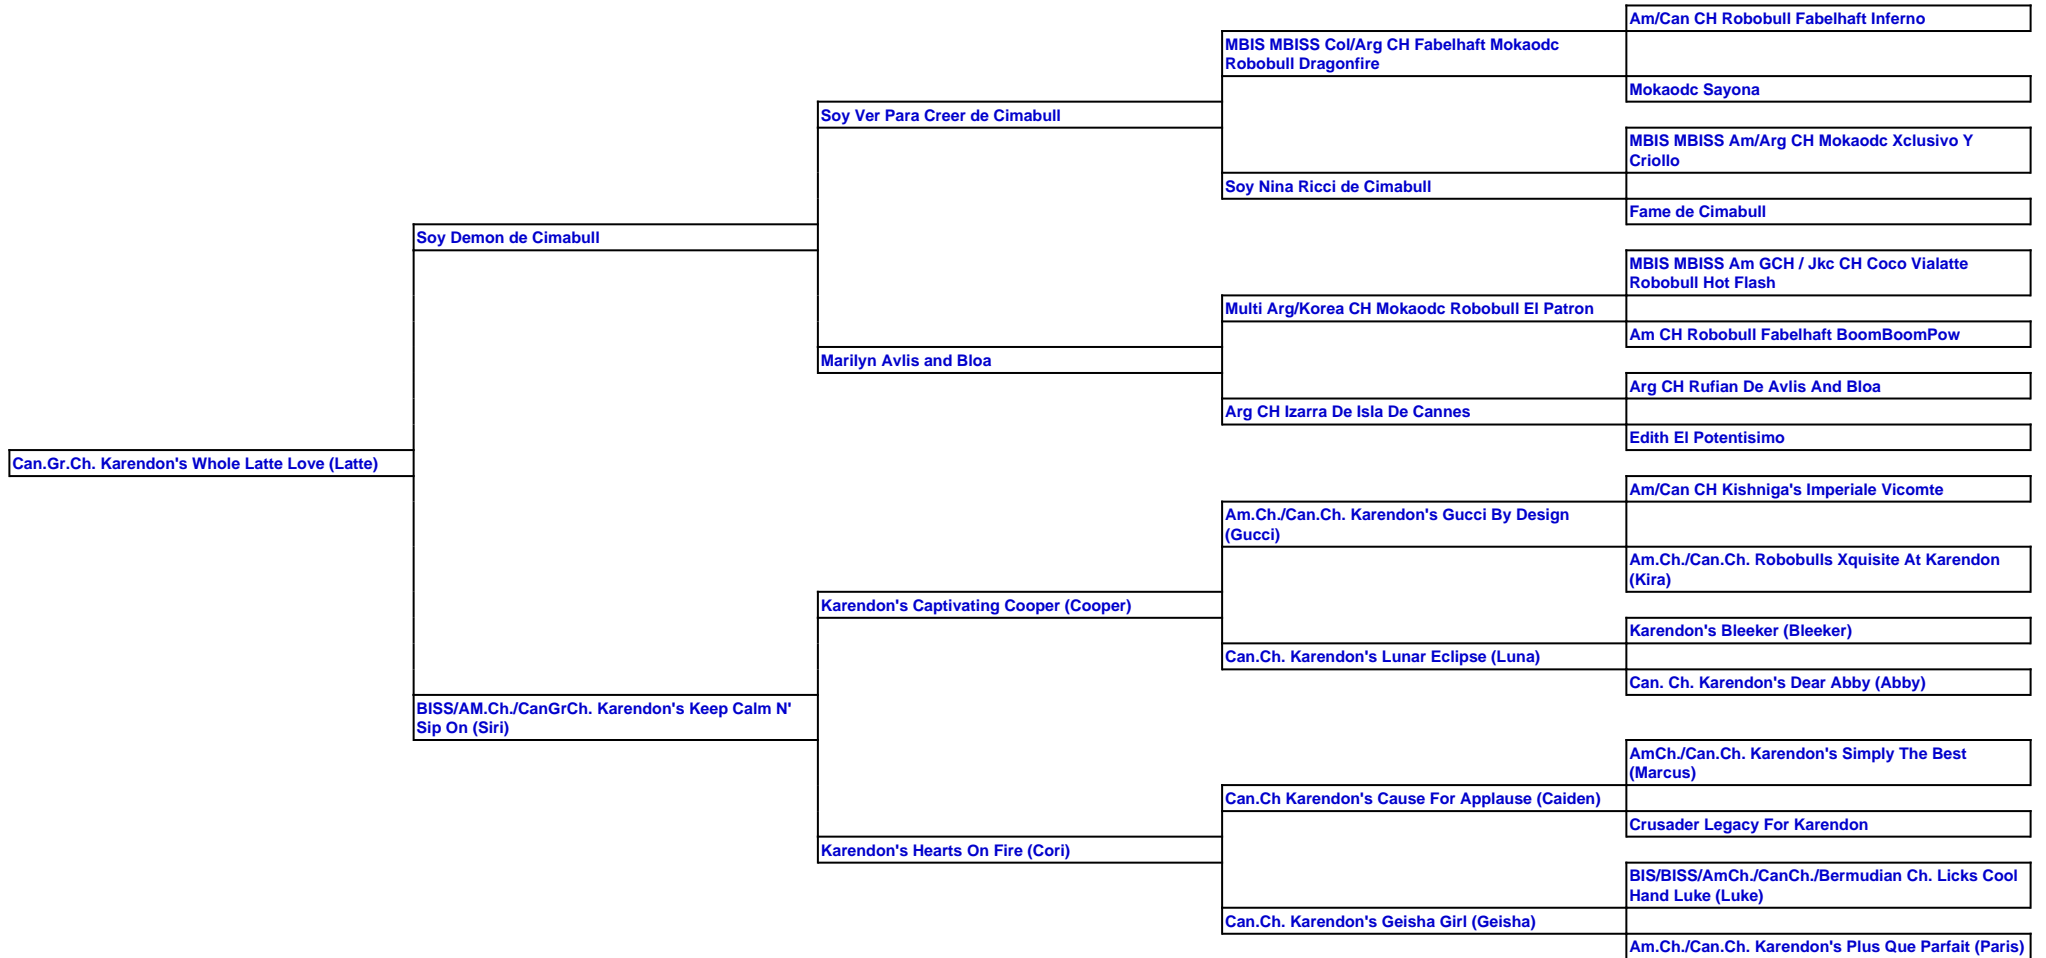 Am/Can CH Robobull Fabelhaft Inferno
MBIS MBISS Col/Arg CH Fabelhaft Mokaodc
Robobull Dragonfire
Mokaodc Sayona
Soy Ver Para Creer de Cimabull
MBIS MBISS Am/Arg CH Mokaodc Xclusivo Y
Criollo
Soy Nina Ricci de Cimabull
Fame de Cimabull
Soy Demon de Cimabull
MBIS MBISS Am GCH / Jkc CH Coco Vialatte
Robobull Hot Flash
Multi Arg/Korea CH Mokaodc Robobull El Patron
Am CH Robobull Fabelhaft BoomBoomPow
Marilyn Avlis and Bloa
Arg CH Rufian De Avlis And Bloa
Arg CH Izarra De Isla De Cannes
Edith El Potentisimo
Can.Gr.Ch. Karendon's Whole Latte Love (Latte)
Am/Can CH Kishniga's Imperiale Vicomte
Am.Ch./Can.Ch. Karendon's Gucci By Design
(Gucci)
Am.Ch./Can.Ch. Robobulls Xquisite At Karendon
(Kira)
Karendon's Captivating Cooper (Cooper)
Karendon's Bleeker (Bleeker)
Can.Ch. Karendon's Lunar Eclipse (Luna)
Can. Ch. Karendon's Dear Abby (Abby)
BISS/AM.Ch./CanGrCh. Karendon's Keep Calm N'
Sip On (Siri)
AmCh./Can.Ch. Karendon's Simply The Best
(Marcus)
Can.Ch Karendon's Cause For Applause (Caiden)
Crusader Legacy For Karendon
Karendon's Hearts On Fire (Cori)
BIS/BISS/AmCh./CanCh./Bermudian Ch. Licks Cool
Hand Luke (Luke)
Can.Ch. Karendon's Geisha Girl (Geisha)
Am.Ch./Can.Ch. Karendon's Plus Que Parfait (Paris)